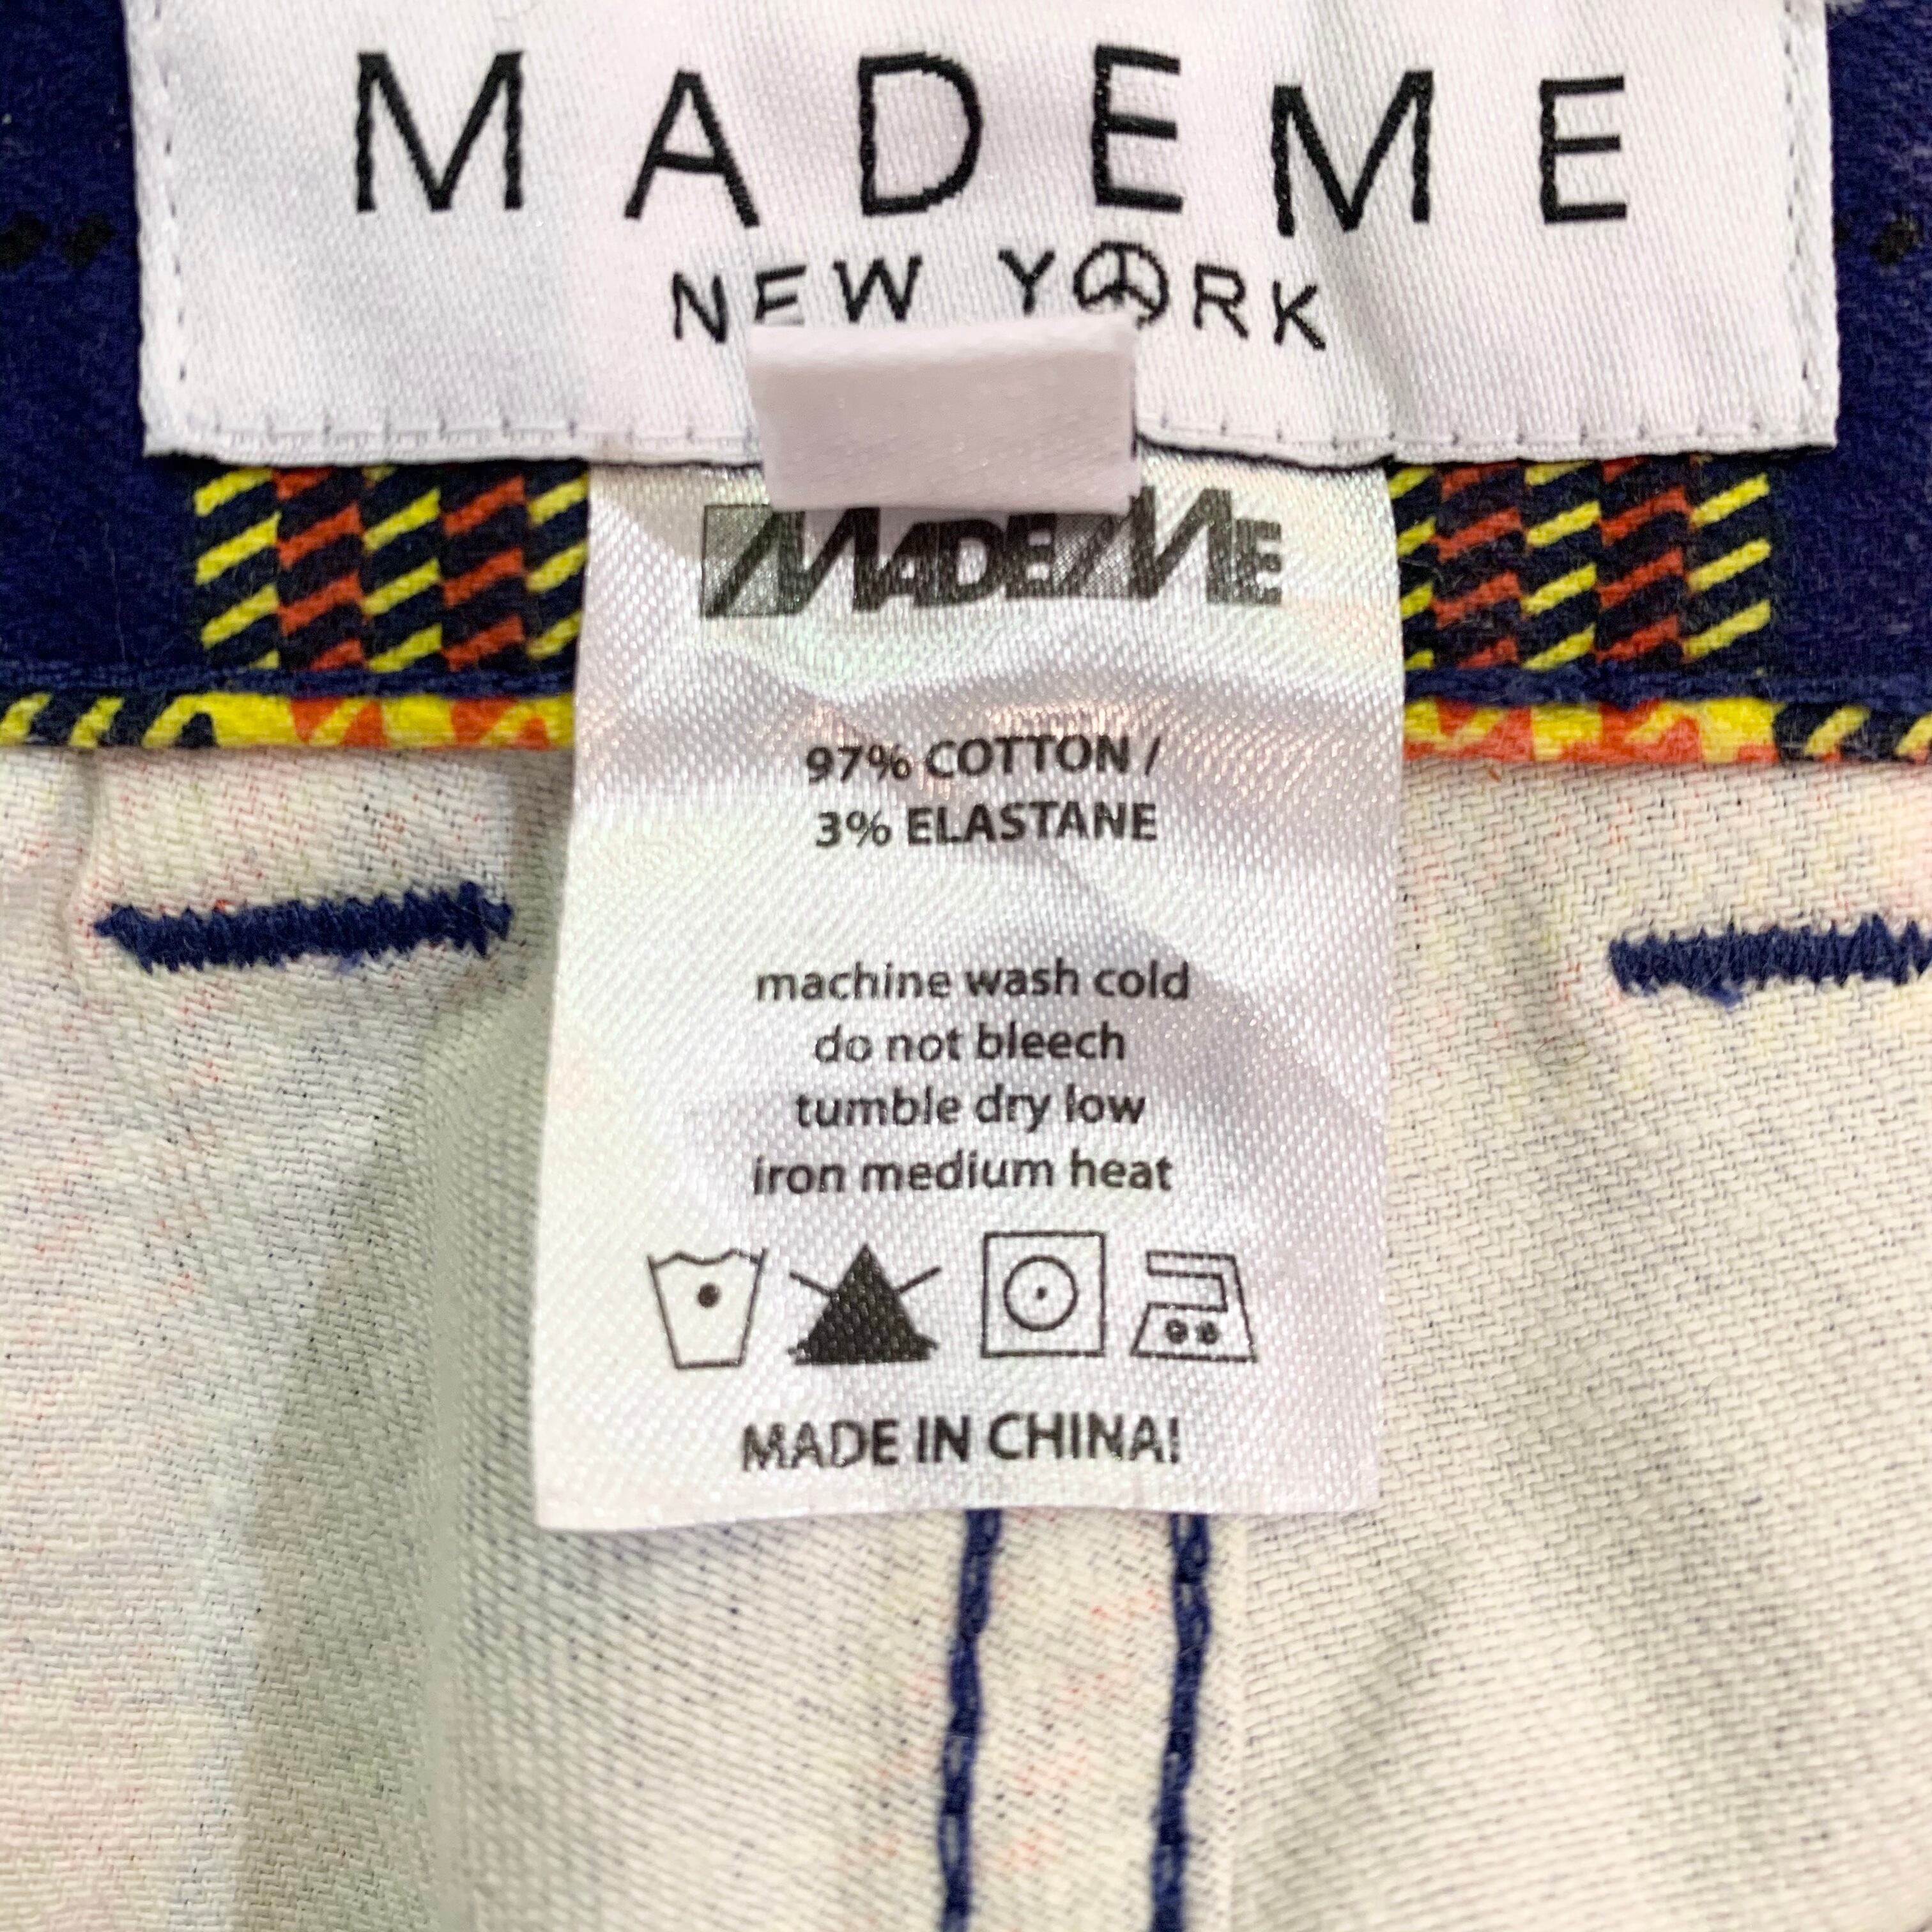 MADEME
NEW YORK
MADEME
97% COTTON /
3% ELASTANE
machine wash cold
do not bleech
tumble dry low
iron medium heat
MADE IN CHINA!